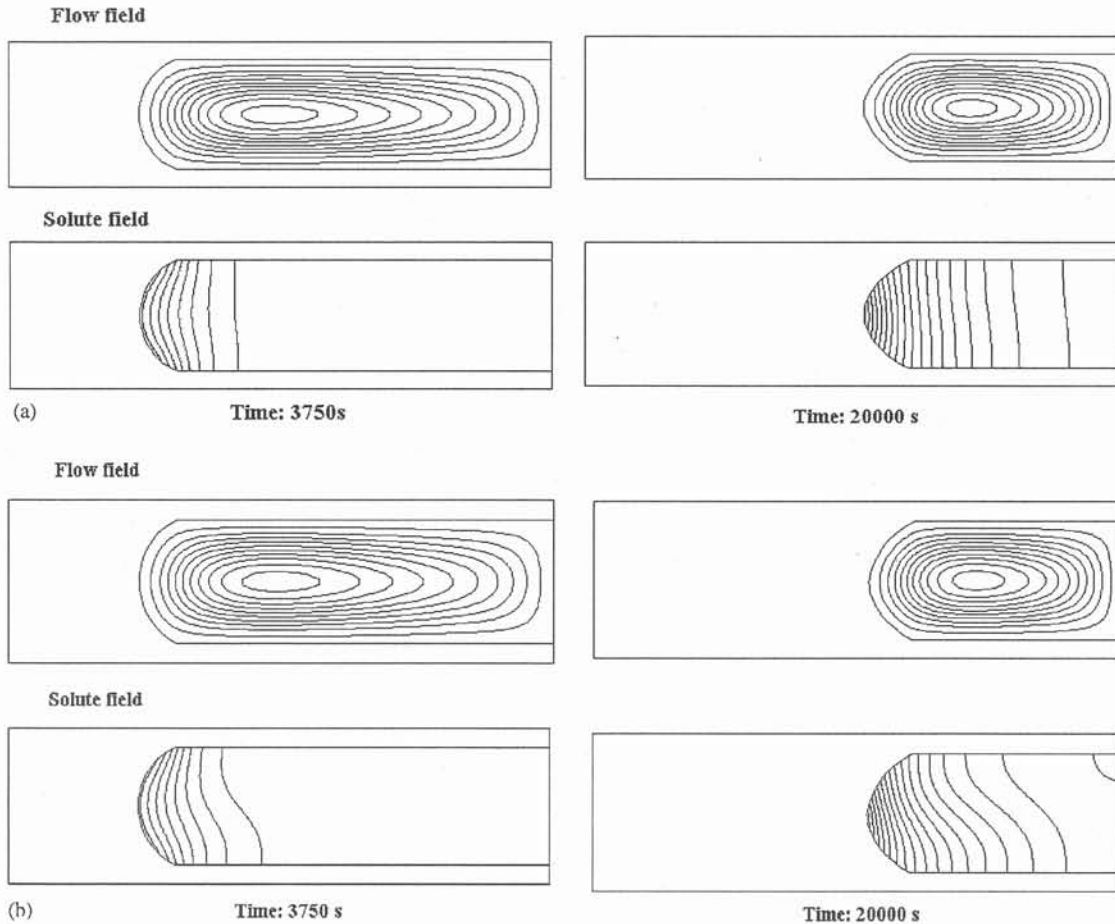 Flow field
Solute field
(a)
Time: 3750s
Time: 20000 s
Flow field
Solute field
(b)
Time: 3750 s
Time: 20000 s